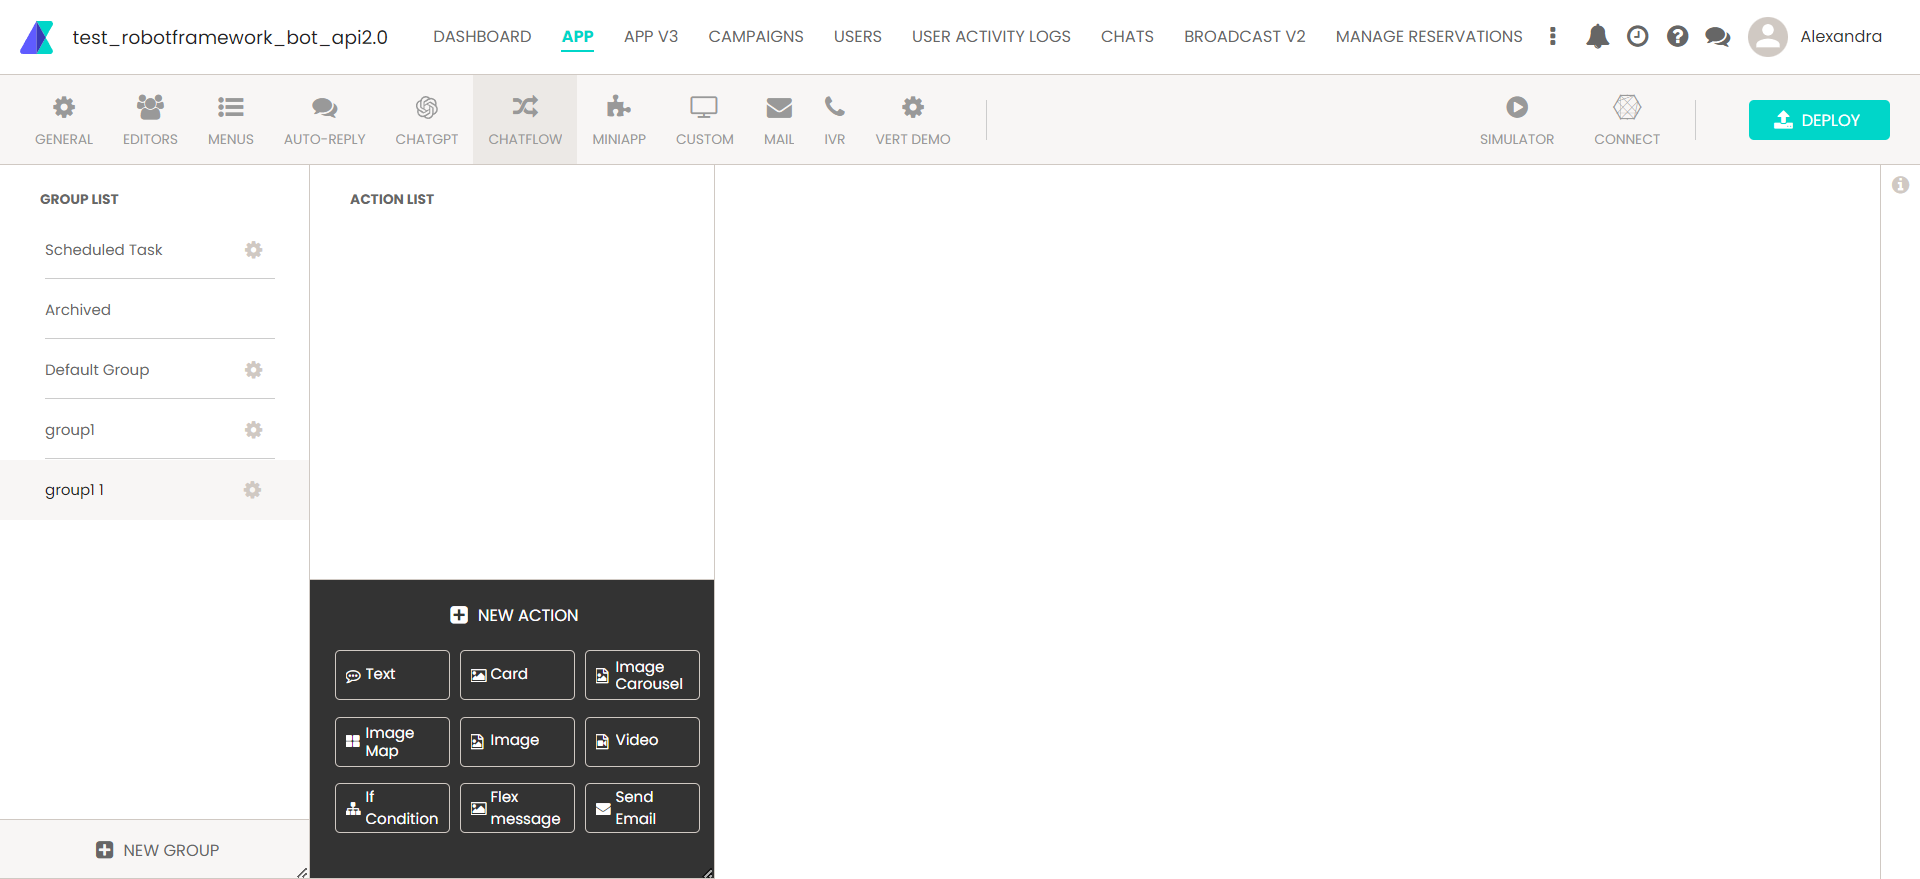 test_robotframework_bot_api2.0
DASHBOARD
APP
APP V3
CAMPAIGNS
USERS
USER ACTIVITY LOGS
CHATS
BROADCAST V2
MANAGE RESERVATIONS
Alexandra
GENERAL
EDITORS
MENUS
AUTO-REPLY
CHATGPT
CHATFLOW
MINIAPP
CUSTOM
MAIL
IVR
VERT DEMO
SIMULATOR
CONNECT
DEPLOY
GROUP LIST
Scheduled Task
Archived
Default Group
group1
group1 1
NEW GROUP
ACTION LIST
NEW ACTION
Text
Card
Image
Carousel
Image
Map
Image
Video
If
Condition
Flex
message
Send
Email